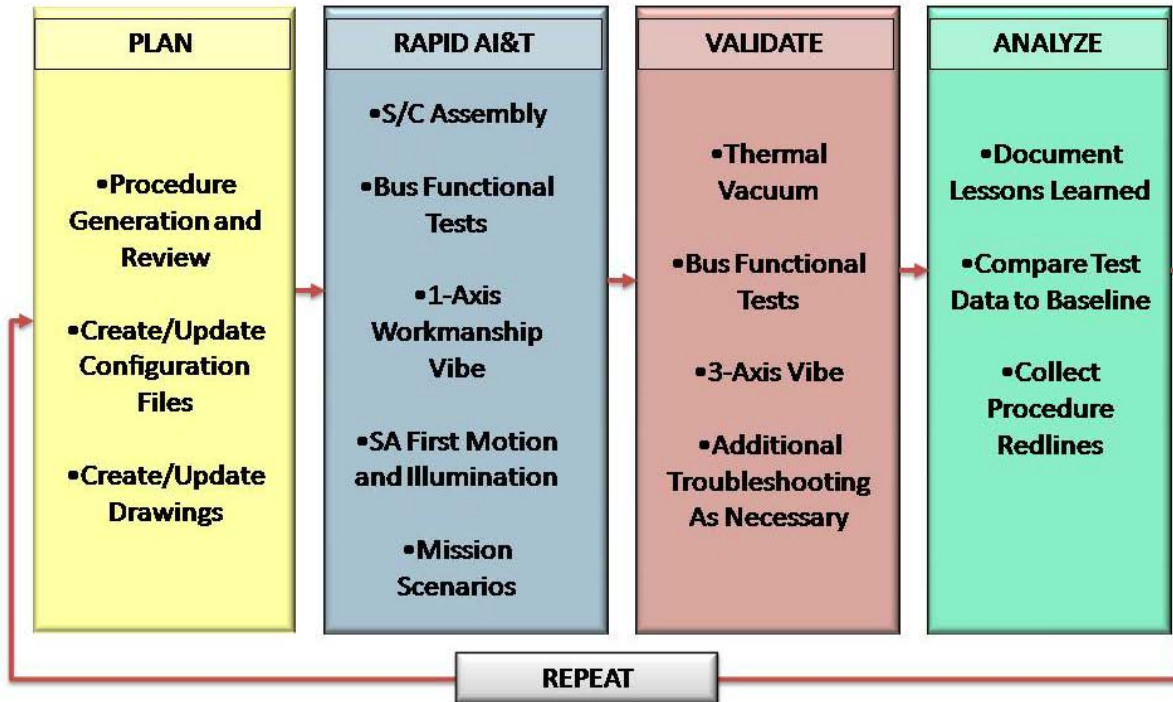 PLAN
•Procedure
Generation and
Review
•Create/Update
Configuration
Files
•Create/Update
Drawings
RAPID AI&T
•S/C Assembly
•Bus Functional
Tests
•1-Axis
Workmanship
Vibe
•SA First Motion
and Illumination
•Mission
Scenarios
VALIDATE
•Thermal
Vacuum
•Bus Functional
Tests
•3-Axis Vibe
•Additional
Troubleshooting
As Necessary
ANALYZE
•Document
Lessons Learned
•Compare Test
Data to Baseline
•Collect
Procedure
Redlines
REPEAT